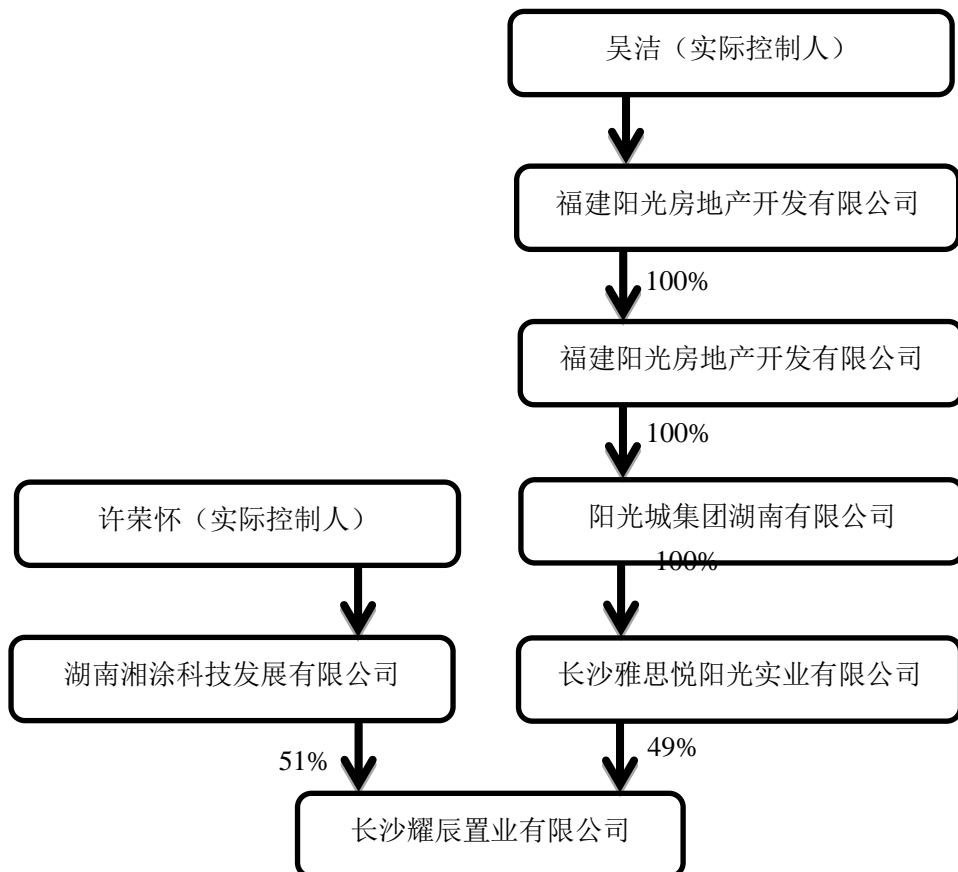 吴洁（实际控制人）
福建阳光房地产开发有限公司
100%
福建阳光房地产开发有限公司
100%
阳光城集团湖南有限公司
许荣怀（实际控制人）
100%
湖南湘涂科技发展有限公司
长沙雅思悦阳光实业有限公司
51%
49%
长沙耀辰置业有限公司